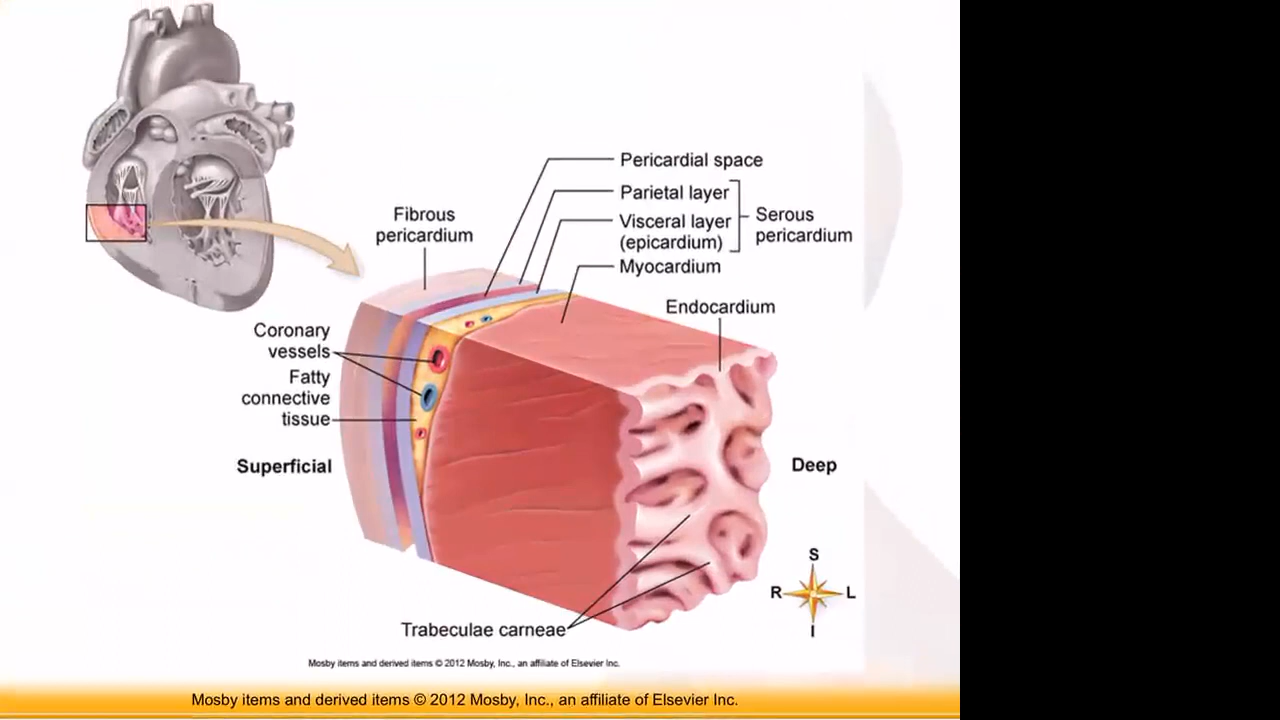 Pericardial space
Parietal layer
Visceral layer
(epicardium)
Serous
pericardium
Myocardium
Fibrous
pericardium
Endocardium
Coronary
vessels
Fatty
connective
tissue
Superficial
Deep
S
R
L
I
Trabeculae carneae
Mosby items and derived items © 2012 Mosby, Inc., an affiliate of Elsevier Inc.
Mosby items and derived items © 2012 Mosby, Inc., an affiliate of Elsevier Inc.